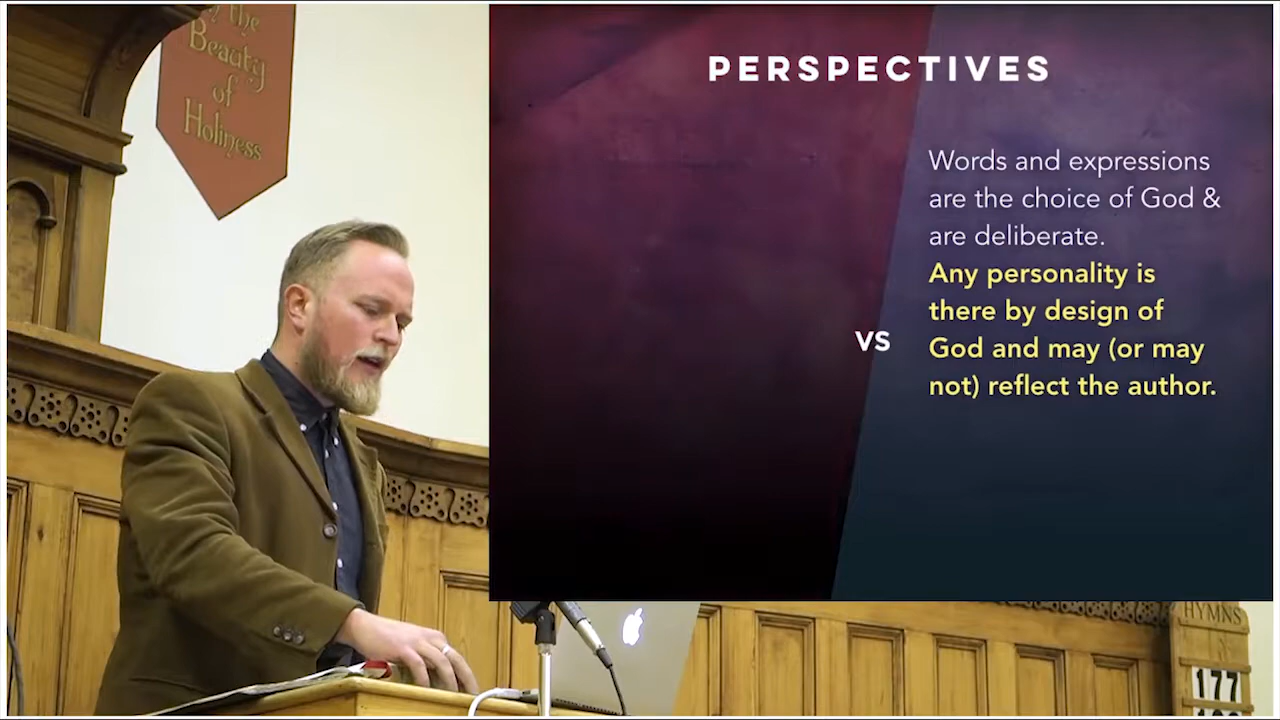 the
Beauty
of
Holiness
PERSPECTIVES
Words and expressions
are the choice of God &
are deliberate.
Any personality is
there by design of
God and may (or may
not) reflect the author.
VS
HYMNS
177